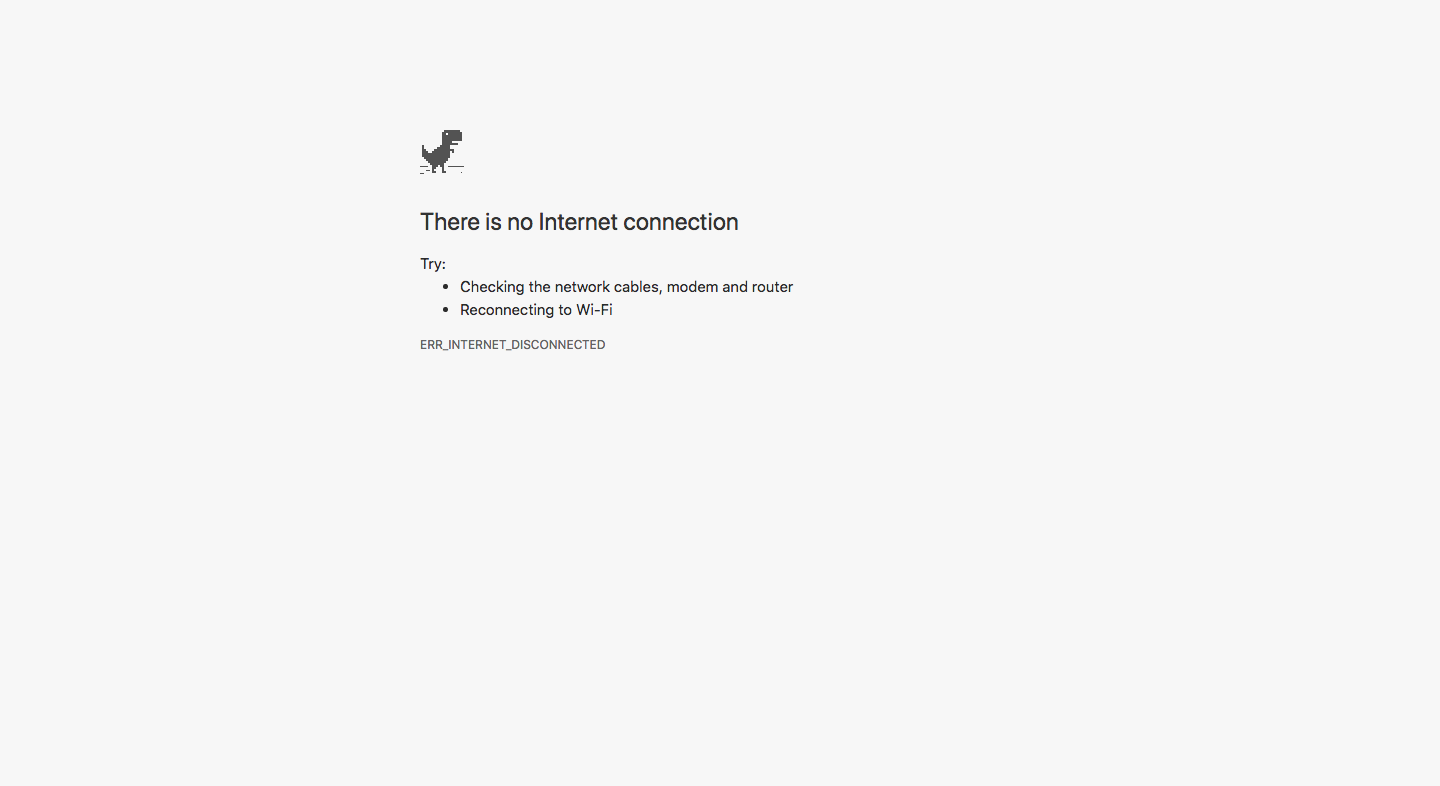 There is no Internet connection
Try:
Checking the network cables, modem and router
Reconnecting to Wi-Fi
ERR_INTERNET_DISCONNECTED